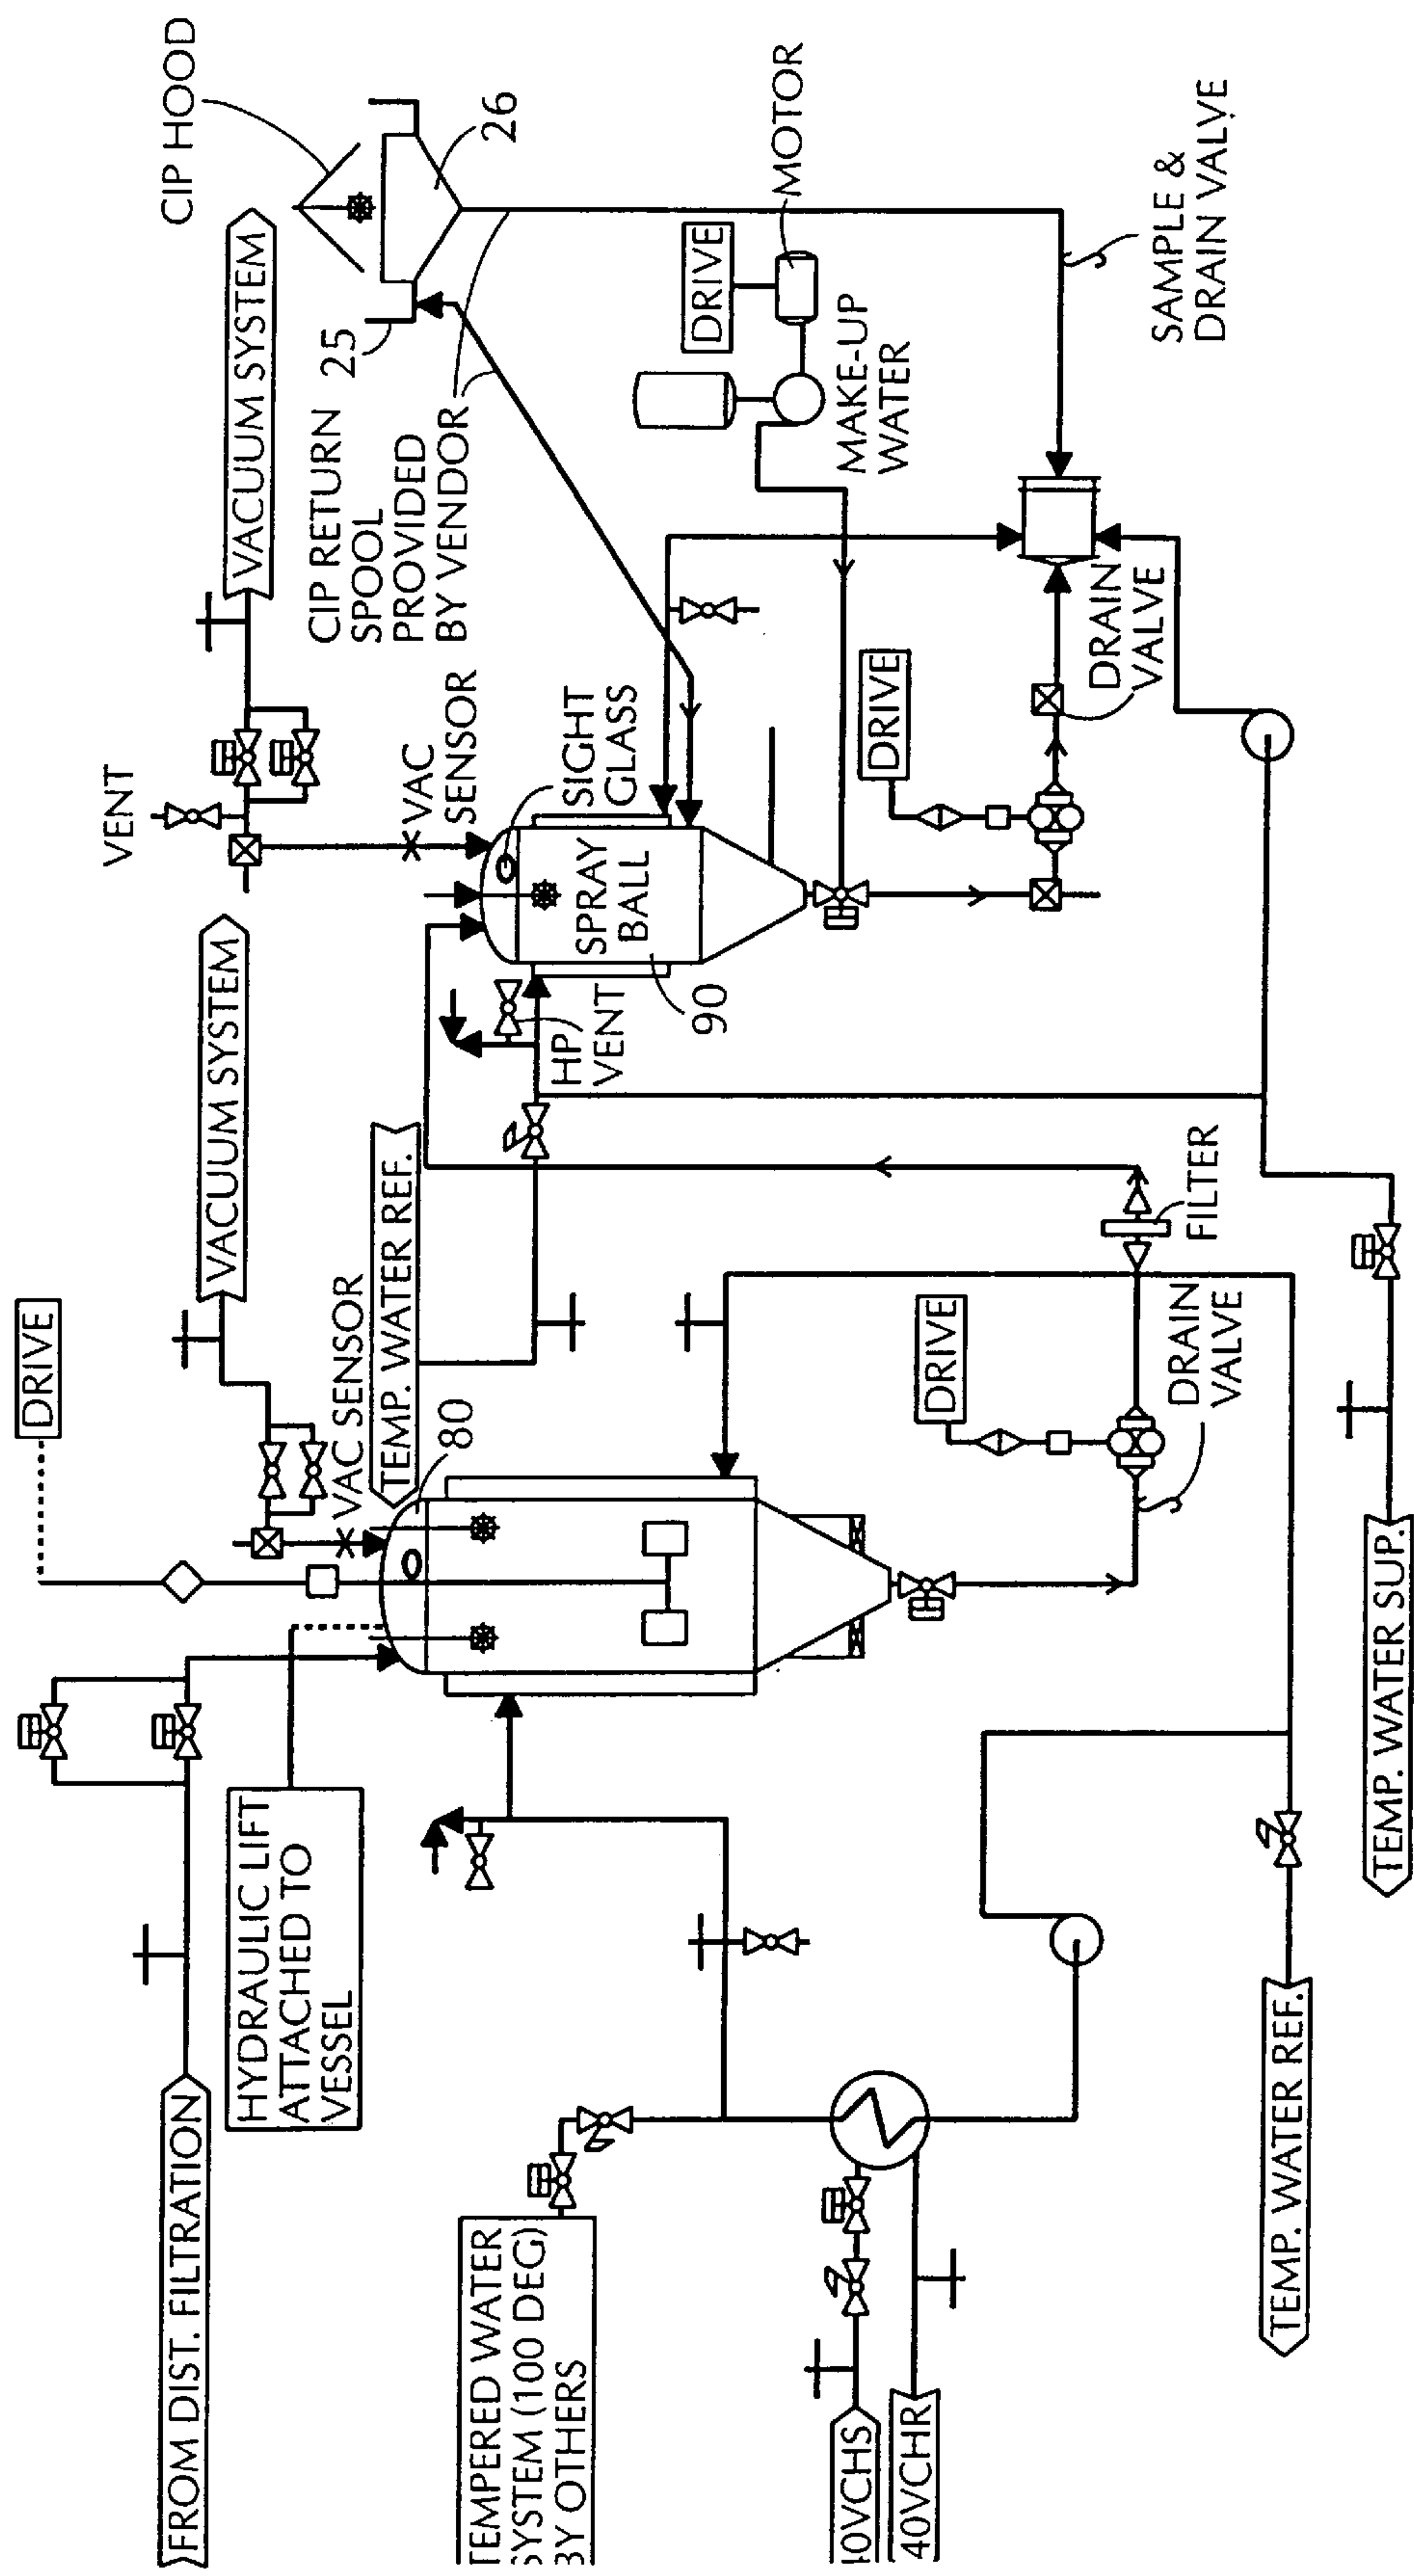 CIP HOOD
VACUUM SYSTEM
26
25
MOTOR
DRIVE
CIP RETURN
SPOOL
PROVIDED
BY VENDOR
MAKE-UP
WATER
SAMPLE &
DRAIN VALVE
VENT
VAC
SENSOR
SIGHT
GLASS
SPRAY
BALL
DRIVE
DRAIN
VALVE
90
HP
VENT
VACUUM SYSTEM
TEMP. WATER REF.
FILTER
DRIVE
VAC SENSOR
80
DRIVE
DRAIN
VALVE
TEMP. WATER SUP.
HYDRAULIC LIFT
ATTACHED TO
VESSEL
FROM DIST. FILTRATION
TEMPERED WATER
SYSTEM (100 DEG)
BY OTHERS
TEMP. WATER REF.
40VCHS
40VCHR